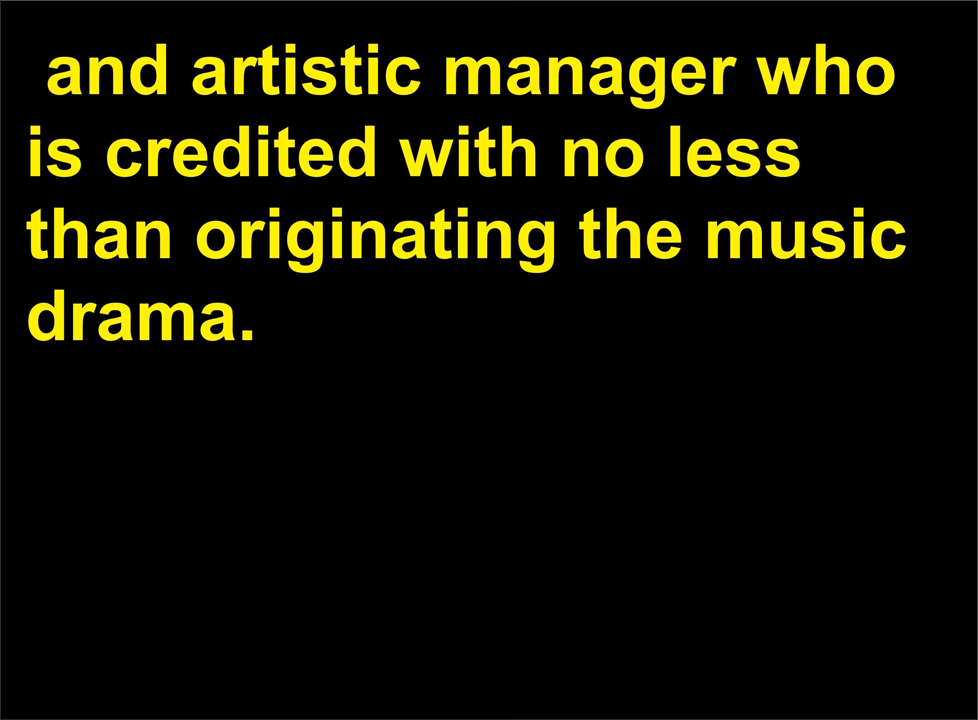 and artistic manager who
is credited with no less
than originating the music
drama.